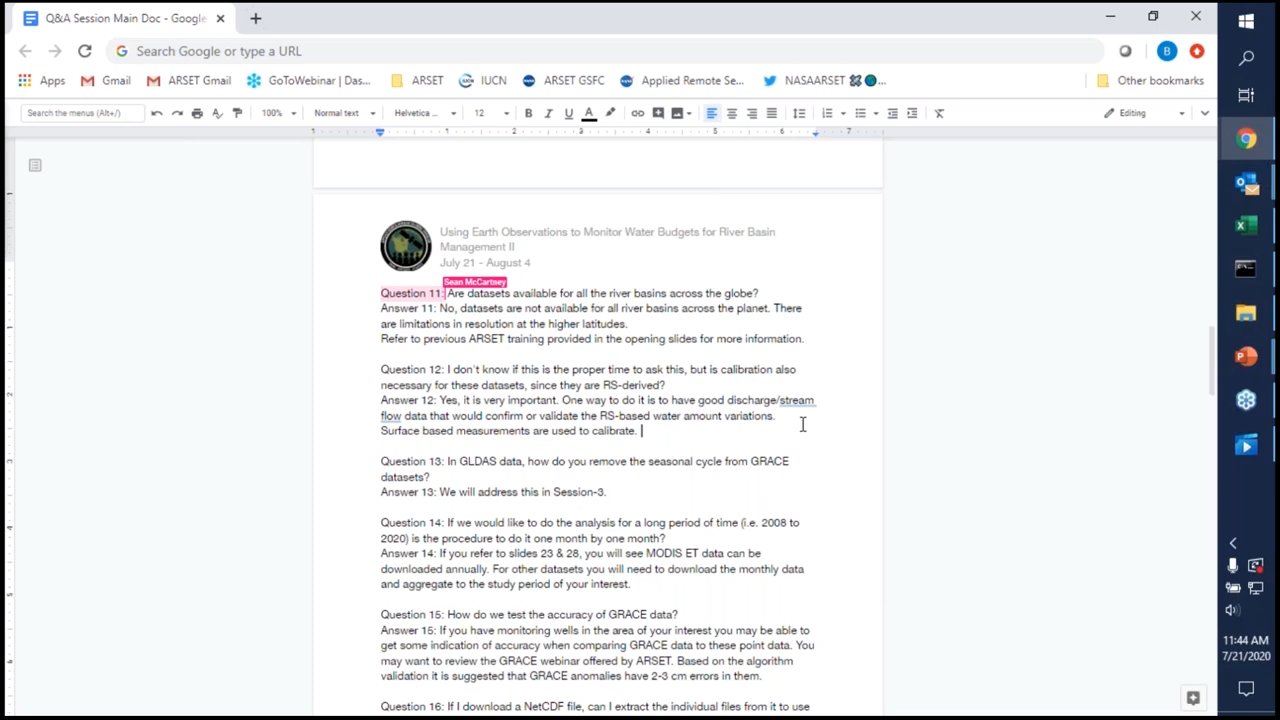 Q&A Session Main Doc - Google
Search Google or type a URL
B
Apps
Gmail
ARSET Gmail
GoToWebinar | Das...
ARSET
IUCN
ARSET GSFC
Applied Remote Se...
NASAARSET
Other bookmarks
Search the menus (Alt+/)
100%
Normal text
Helvetica ...
12
B
I
U
A
Editing
1 1 2 3 4 5 6 7
Using Earth Observations to Monitor Water Budgets for River Basin
Management II
July 21 - August 4
Sean McCartney
Question 11: Are datasets available for all the river basins across the globe?
Answer 11: No, datasets are not available for all river basins across the planet. There
are limitations in resolution at the higher latitudes.
Refer to previous ARSET training provided in the opening slides for more information.
Question 12: I don't know if this is the proper time to ask this, but is calibration also
necessary for these datasets, since they are RS-derived?
Answer 12: Yes, it is very important. One way to do it is to have good discharge/stream
flow data that would confirm or validate the RS-based water amount variations.
Surface based measurements are used to calibrate.
Question 13: In GLDAS data, how do you remove the seasonal cycle from GRACE
datasets?
Answer 13: We will address this in Session-3.
Question 14: If we would like to do the analysis for a long period of time (i.e. 2008 to
2020) is the procedure to do it one month by one month?
Answer 14: If you refer to slides 23 & 28, you will see MODIS ET data can be
downloaded annually. For other datasets you will need to download the monthly data
and aggregate to the study period of your interest.
Question 15: How do we test the accuracy of GRACE data?
Answer 15: If you have monitoring wells in the area of your interest you may be able to
get some indication of accuracy when comparing GRACE data to these point data. You
may want to review the GRACE webinar offered by ARSET. Based on the algorithm
validation it is suggested that GRACE anomalies have 2-3 cm errors in them.
Question 16: If I download a NetCDF file, can I extract the individual files from it to use
11:44 AM
7/21/2020